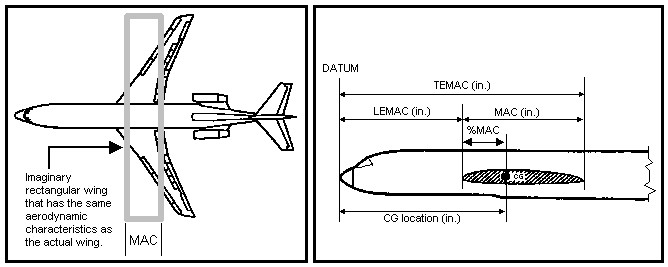 Imaginary
rectangular wing
that has the same
aerodynamic
characteristics as
the actual wing.
MAC
DATUM
TEMAC (in.)
LEMAC (in.)
MAC (in.)
%MAC
CG
CG location (in.)